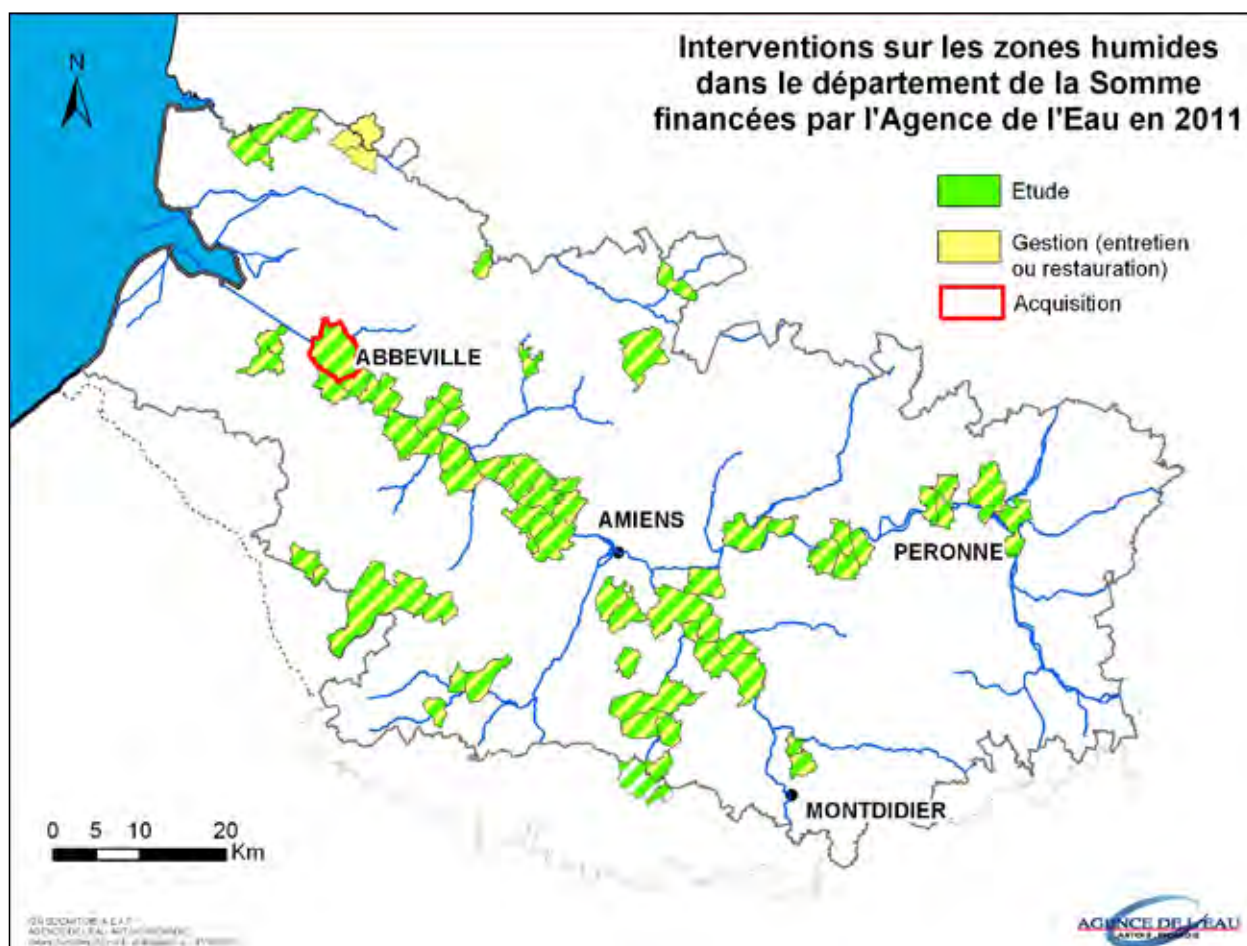 Interventions sur les zones humides
dans le département de la Somme
financées par l'Agence de l'Eau en 2011
N
Etude
Gestion (entretien
ou restauration)
Acquisition
ABBEVILLE
AMIENS
PERONNE
MONTDIDIER
0 5 10 20
Km
AGENCE DE L'EAU